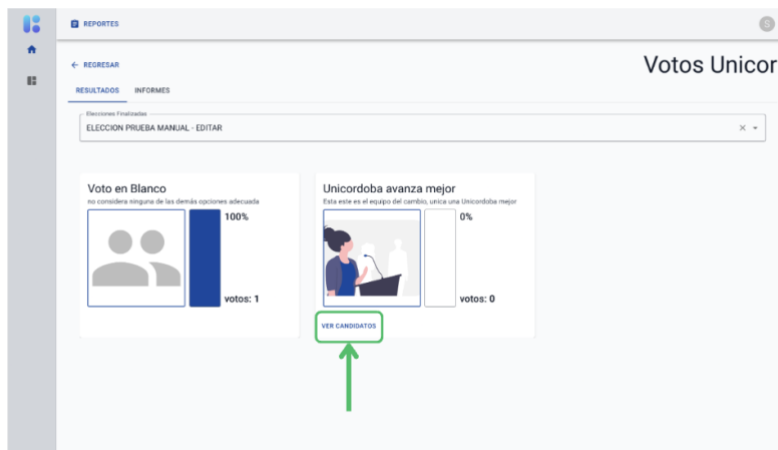 REPORTES
S
REGRESAR
Votos Unicor
RESULTADOS INFORMES
Elecciones Finalizadas
ELECCION PRUEBA MANUAL - EDITAR
Voto en Blanco
no considera ninguna de las demás opciones adecuada
100%
votos: 1
Unicordoba avanza mejor
Esta este es el equipo del cambio, unica una Unicordoba mejor
0%
votos: 0
VER CANDIDATOS